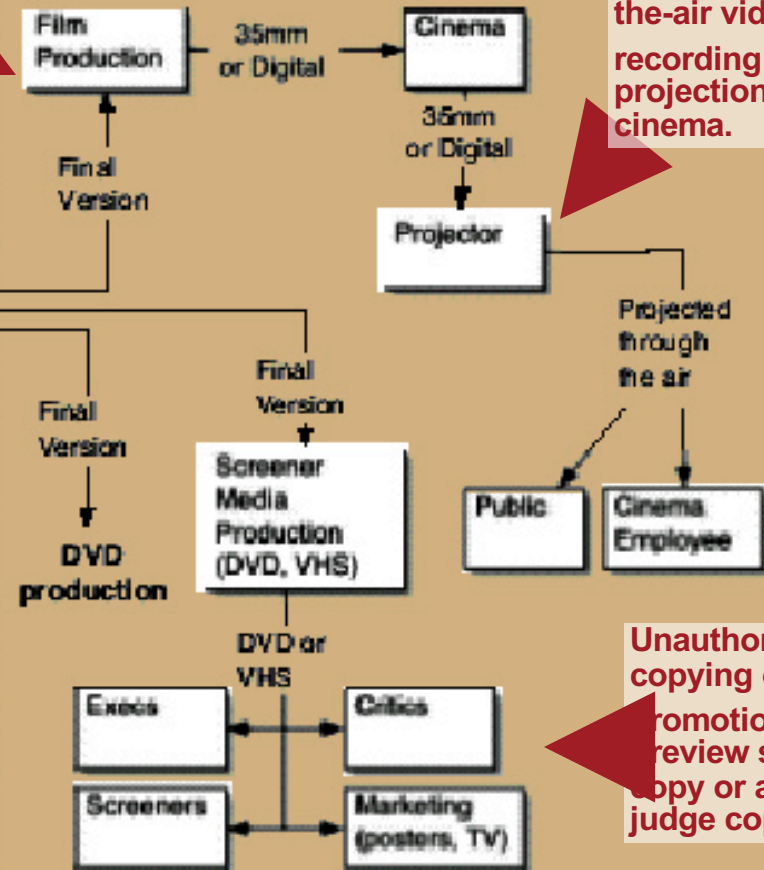 the-air vid
recording
projection
cinema.
Film
Production
35mm
or Digital
Cinema
35mm
or Digital
Final
Version
Projector
Projected
through
the air
Final
Version
Final
Version
Screener
Media
Production
(DVD, VHS)
Public
Cinema
Employee
DVD
production
DVD or
VHS
Unauthor
copying
romotio
review s
opy or a
judge cop
Execs
Critics
Screeners
Marketing
(posters, TV)